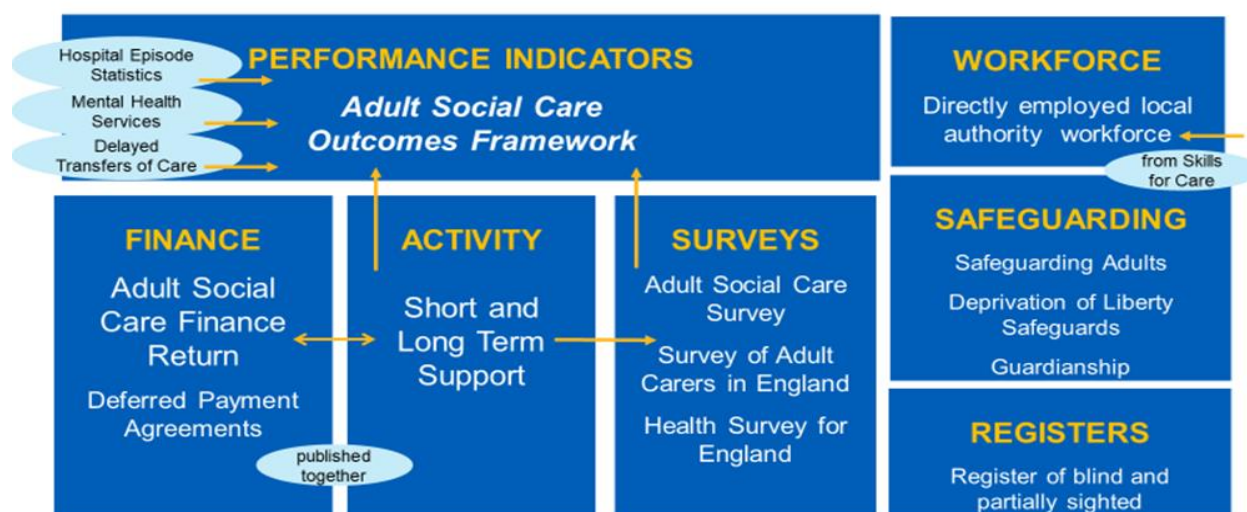 Hospital Episode
Statistics
Mental Health
Services
Delayed
Transfers of Care
PERFORMANCE INDICATORS
Adult Social Care
Outcomes Framework
WORKFORCE
Directly employed local
authority workforce
from Skills
for Care
FINANCE
Adult Social
Care Finance
Return
Deferred Payment
Agreements
published
together
ACTIVITY
Short and
Long Term
Support
SURVEYS
Adult Social Care
Survey
Survey of Adult
Carers in England
Health Survey for
England
SAFEGUARDING
Safeguarding Adults
Deprivation of Liberty
Safeguards
Guardianship
REGISTERS
Register of blind and
partially sighted